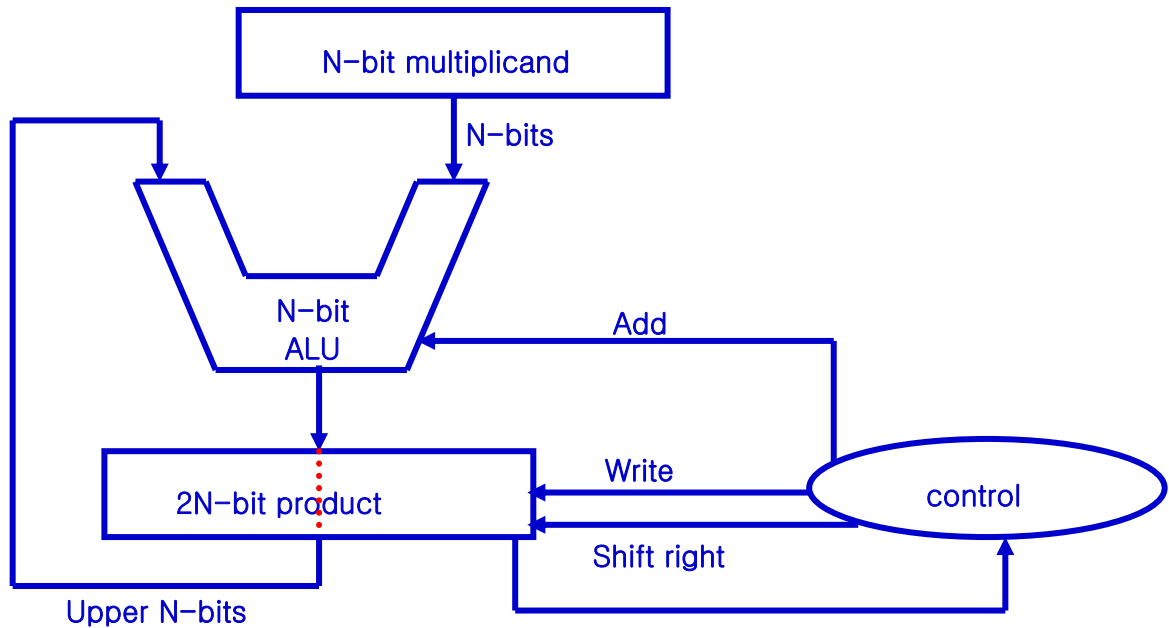 N-bit multiplicand
N-bits
N-bit
ALU
Add
Write
2N-bit product
control
Shift right
Upper N-bits